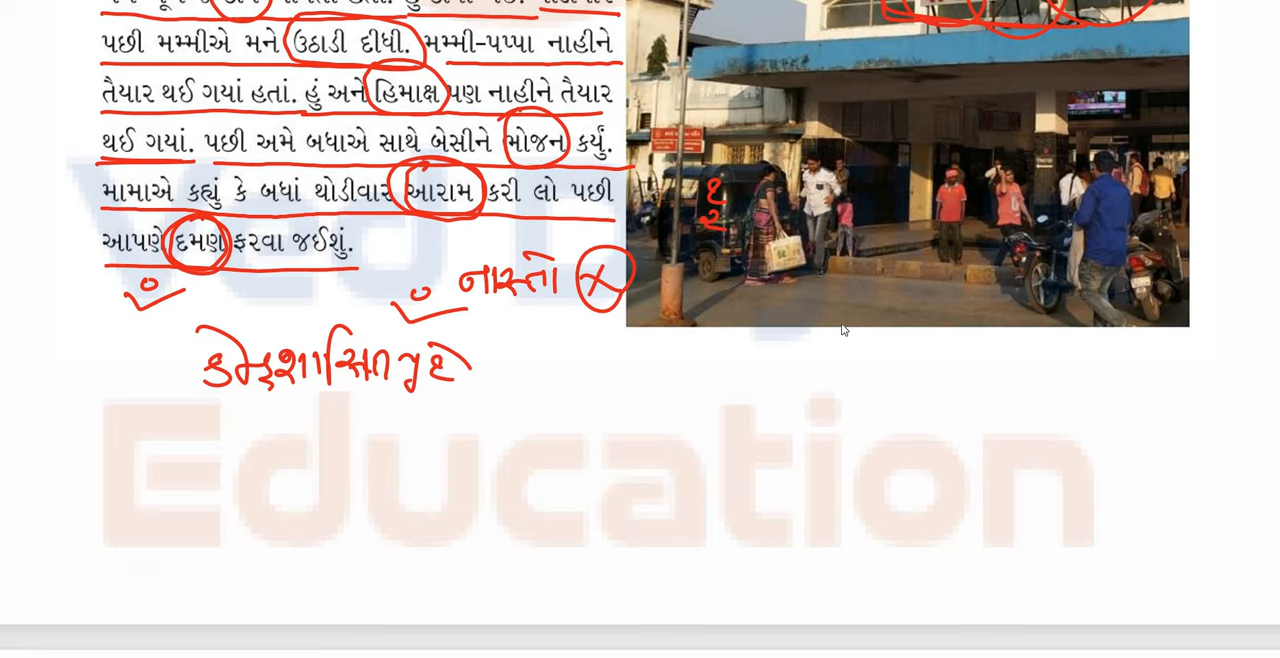 પછી મમ્મીએ મને ઉઠાડી દીધી. મમ્મી-પપ્પા નાહીને
તૈયાર થઈ ગયાં હતાં. હું અને હિમાક્ષ પણ નાહીને તૈયાર
થઈ ગયાં. પછી અમે બધાએ સાથે બેસીને ભોજન કર્યું.
મામાએ કહ્યું કે બધાં થોડીવાર આરામ કરી લો પછી
આપણે દમણ ફરવા જઈશું.
નાસ્તો
Education